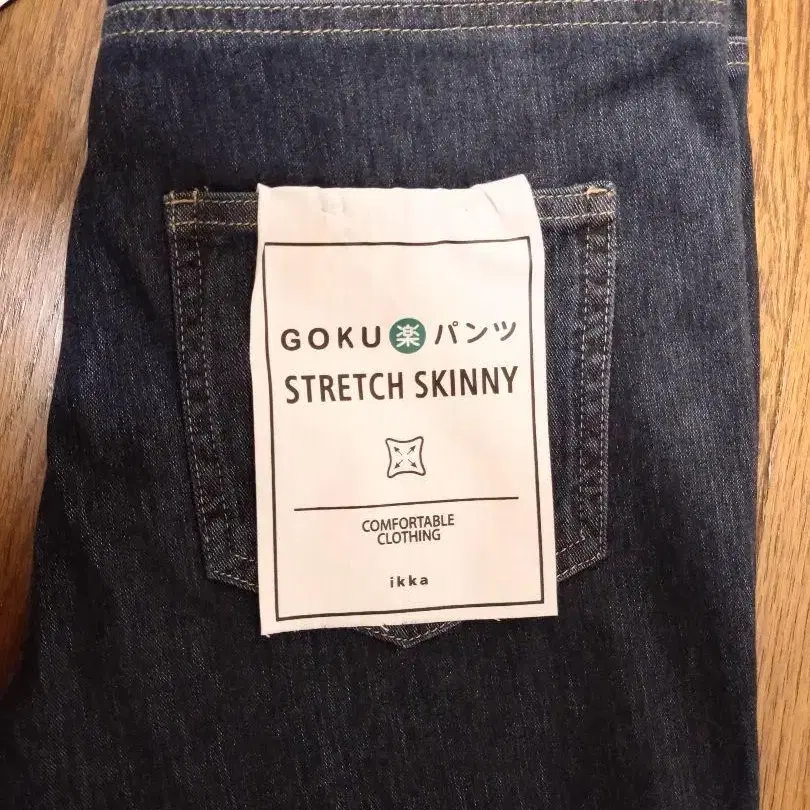 GOKU楽パンツ
STRETCH SKINNY
COMFORTABLE
CLOTHING
ikka